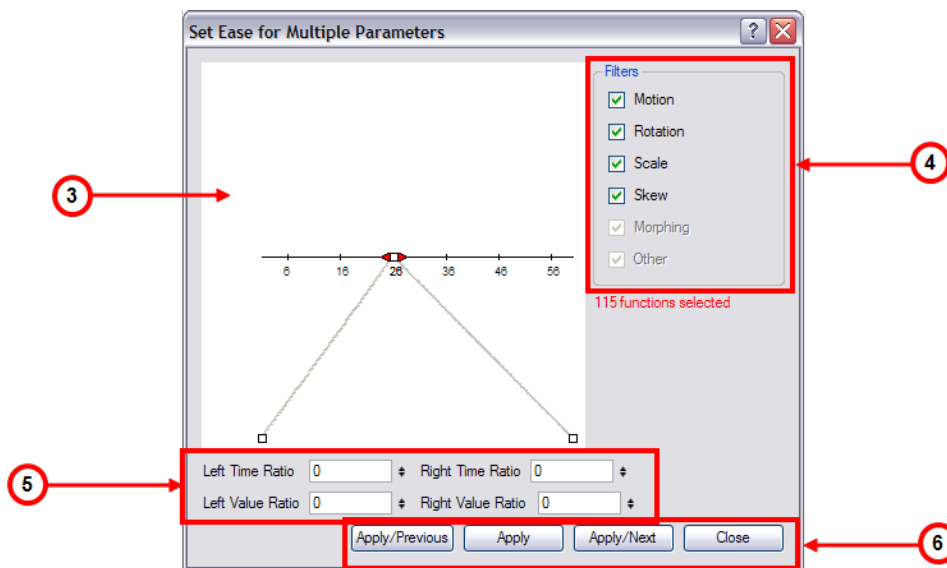 Set Ease for Multiple Parameters
?
Filters
Motion
Rotation
Scale
Skew
Morphing
Other
4
3
6 16 26 36 46 56
115 functions selected
5
Left Time Ratio 0 Right Time Ratio 0
Left Value Ratio 0 Right Value Ratio 0
Apply/Previous Apply Apply/Next Close
6